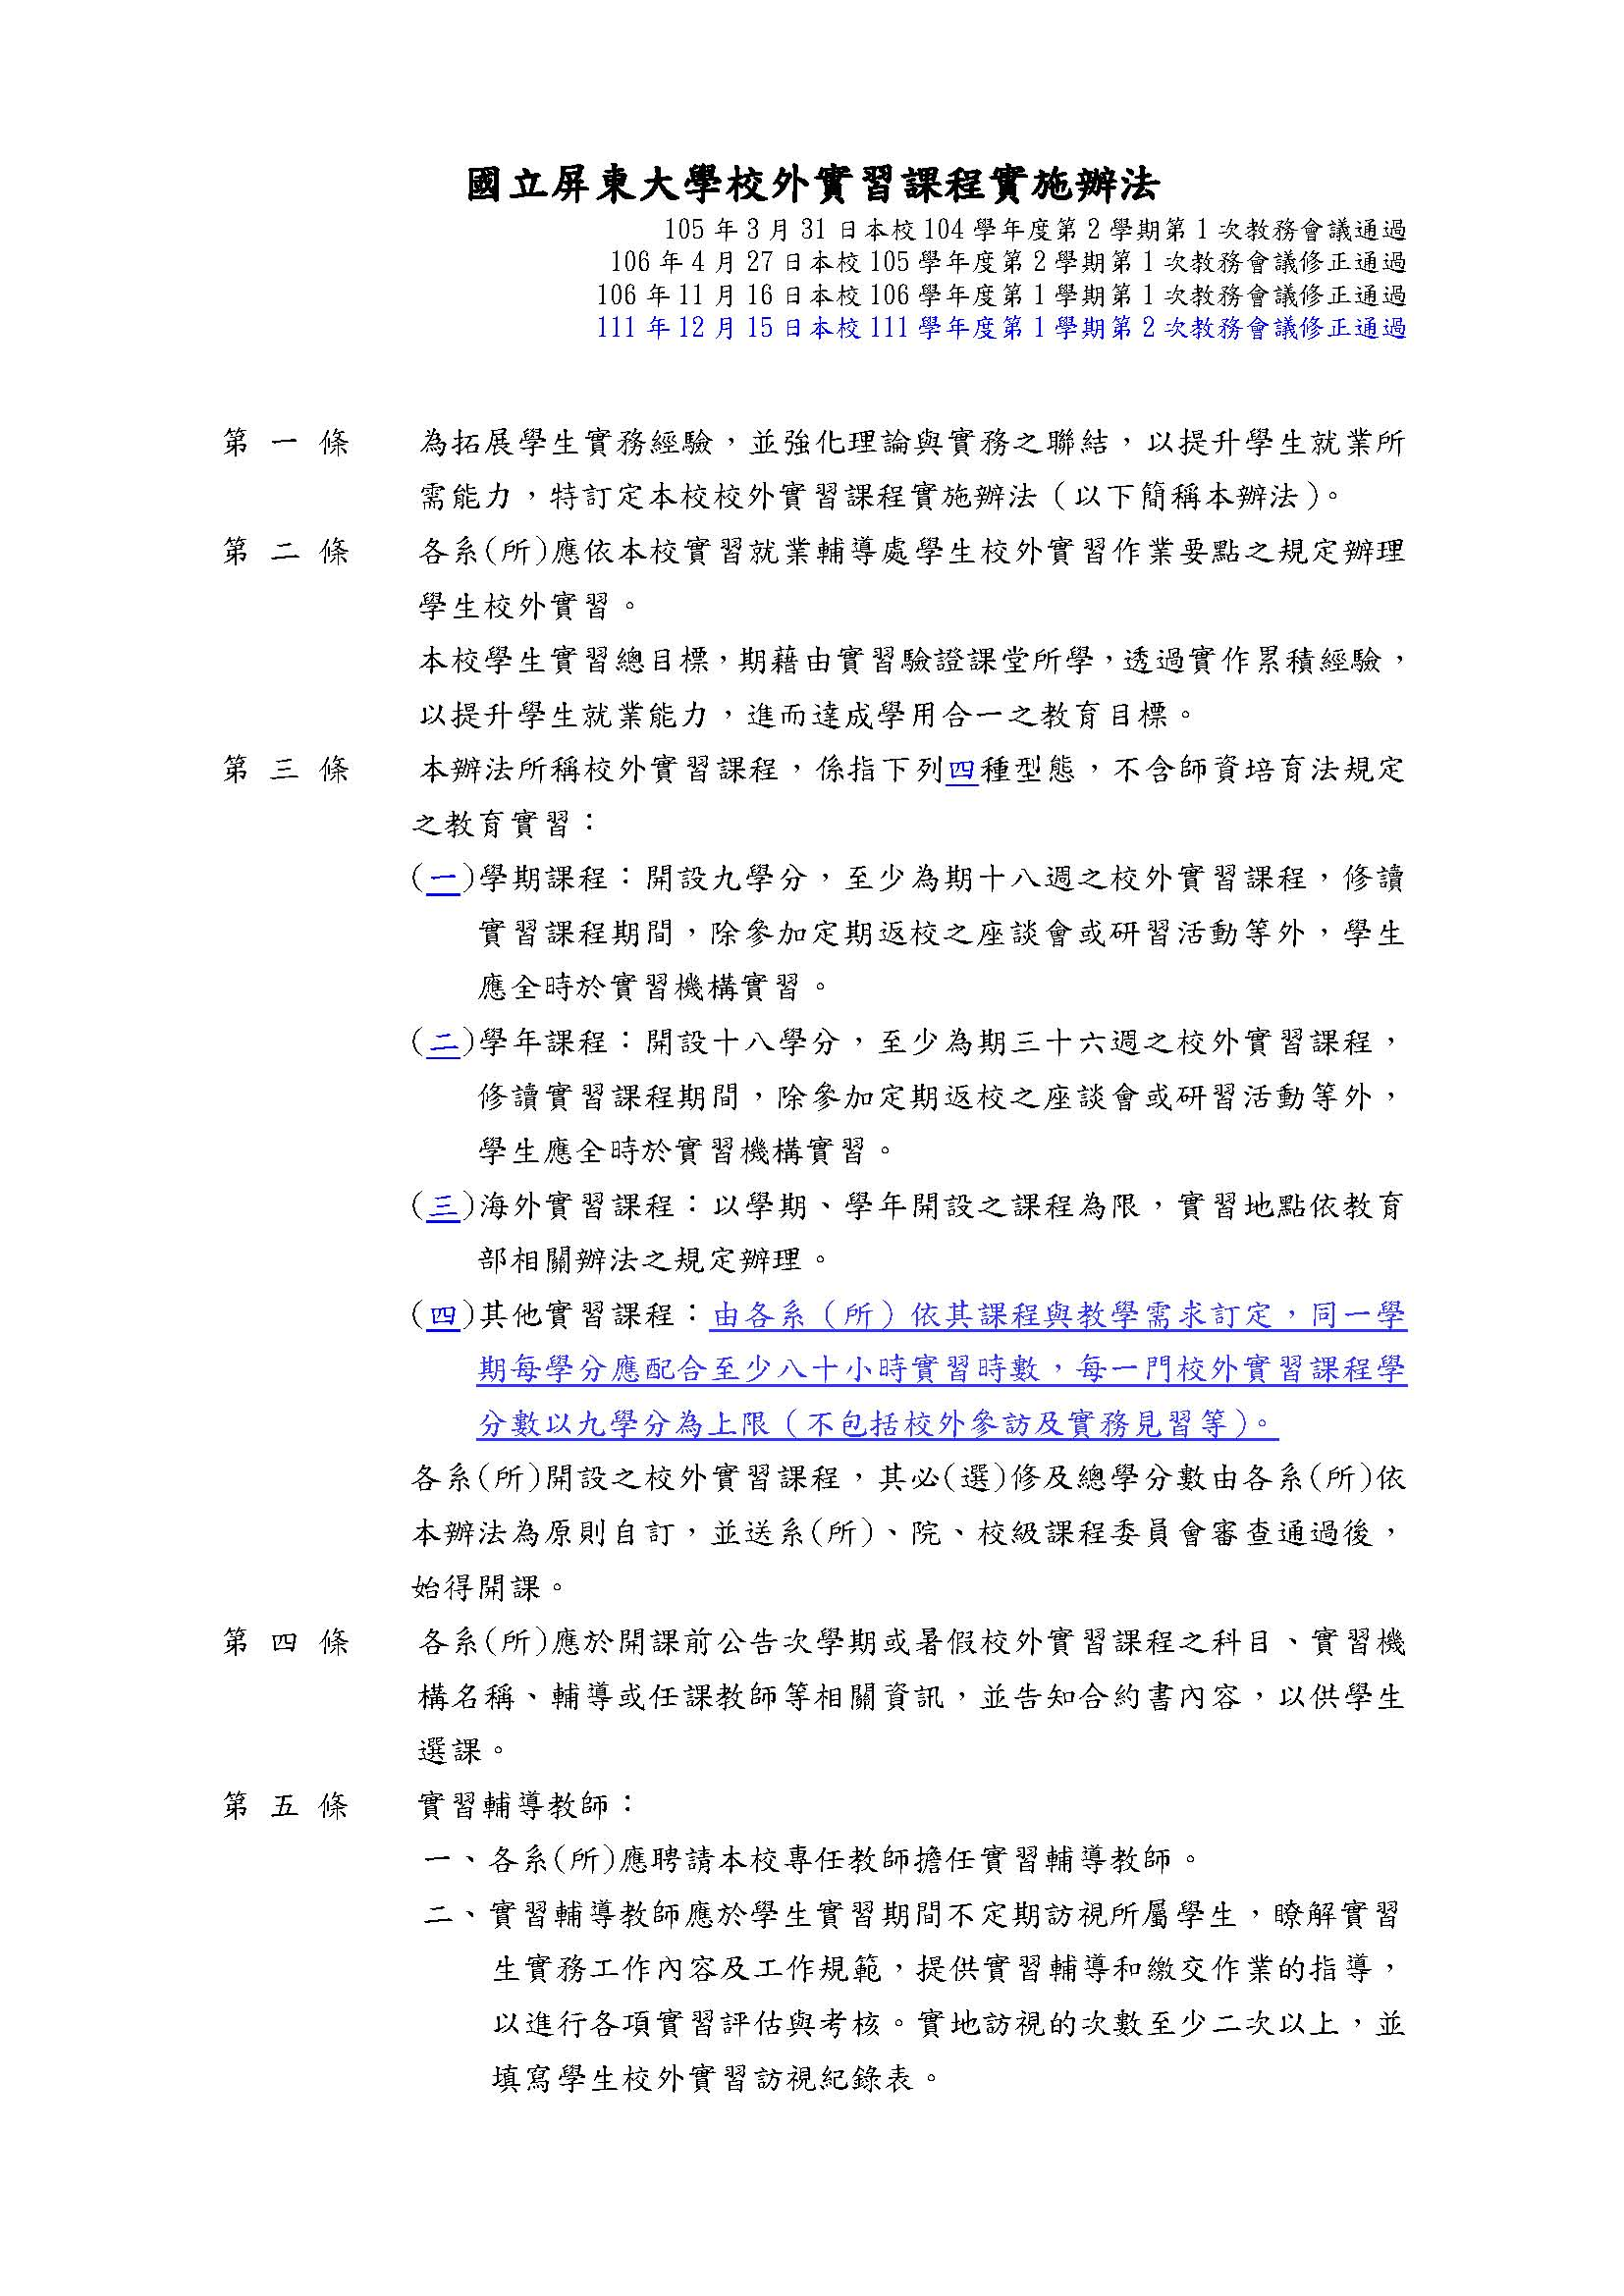 國立屏東大學校外實習課程實施辦法
105 年 3 月 31 日本校 104 學年度第 2 學期第 1 次教務會議通過
106 年 4 月 27 日本校 105 學年度第 2 學期第 1 次教務會議修正通過
106 年 11 月 16 日本校 106 學年度第 1 學期第 1 次教務會議修正通過
111 年 12 月 15 日本校 111 學年度第 1 學期第 2 次教務會議修正通過
第 一 條 為拓展學生實務經驗，並強化理論與實務之聯結，以提升學生就業所
需能力，特訂定本校校外實習課程實施辦法（以下簡稱本辦法）。
第 二 條 各系(所)應依本校實習就業輔導處學生校外實習作業要點之規定辦理
學生校外實習。
本校學生實習總目標，期藉由實習驗證課堂所學，透過實作累積經驗，
以提升學生就業能力，進而達成學用合一之教育目標。
第 三 條 本辦法所稱校外實習課程，係指下列四種型態，不含師資培育法規定
之教育實習：
(一)學期課程：開設九學分，至少為期十八週之校外實習課程，修讀
實習課程期間，除參加定期返校之座談會或研習活動等外，學生
應全時於實習機構實習。
(二)學年課程：開設十八學分，至少為期三十六週之校外實習課程，
修讀實習課程期間，除參加定期返校之座談會或研習活動等外，
學生應全時於實習機構實習。
(三)海外實習課程：以學期、學年開設之課程為限，實習地點依教育
部相關辦法之規定辦理。
(四)其他實習課程：由各系（所）依其課程與教學需求訂定，同一學
期每學分應配合至少八十小時實習時數，每一門校外實習課程學
分數以九學分為上限（不包括校外參訪及實務見習等）。
各系(所)開設之校外實習課程，其必(選)修及總學分數由各系(所)依
本辦法為原則自訂，並送系(所)、院、校級課程委員會審查通過後，
始得開課。
第 四 條 各系(所)應於開課前公告次學期或暑假校外實習課程之科目、實習機
構名稱、輔導或任課教師等相關資訊，並告知合約書內容，以供學生
選課。
第 五 條 實習輔導教師：
一、各系(所)應聘請本校專任教師擔任實習輔導教師。
二、實習輔導教師應於學生實習期間不定期訪視所屬學生，瞭解實習
生實務工作內容及工作規範，提供實習輔導和繳交作業的指導，
以進行各項實習評估與考核。實地訪視的次數至少二次以上，並
填寫學生校外實習訪視紀錄表。